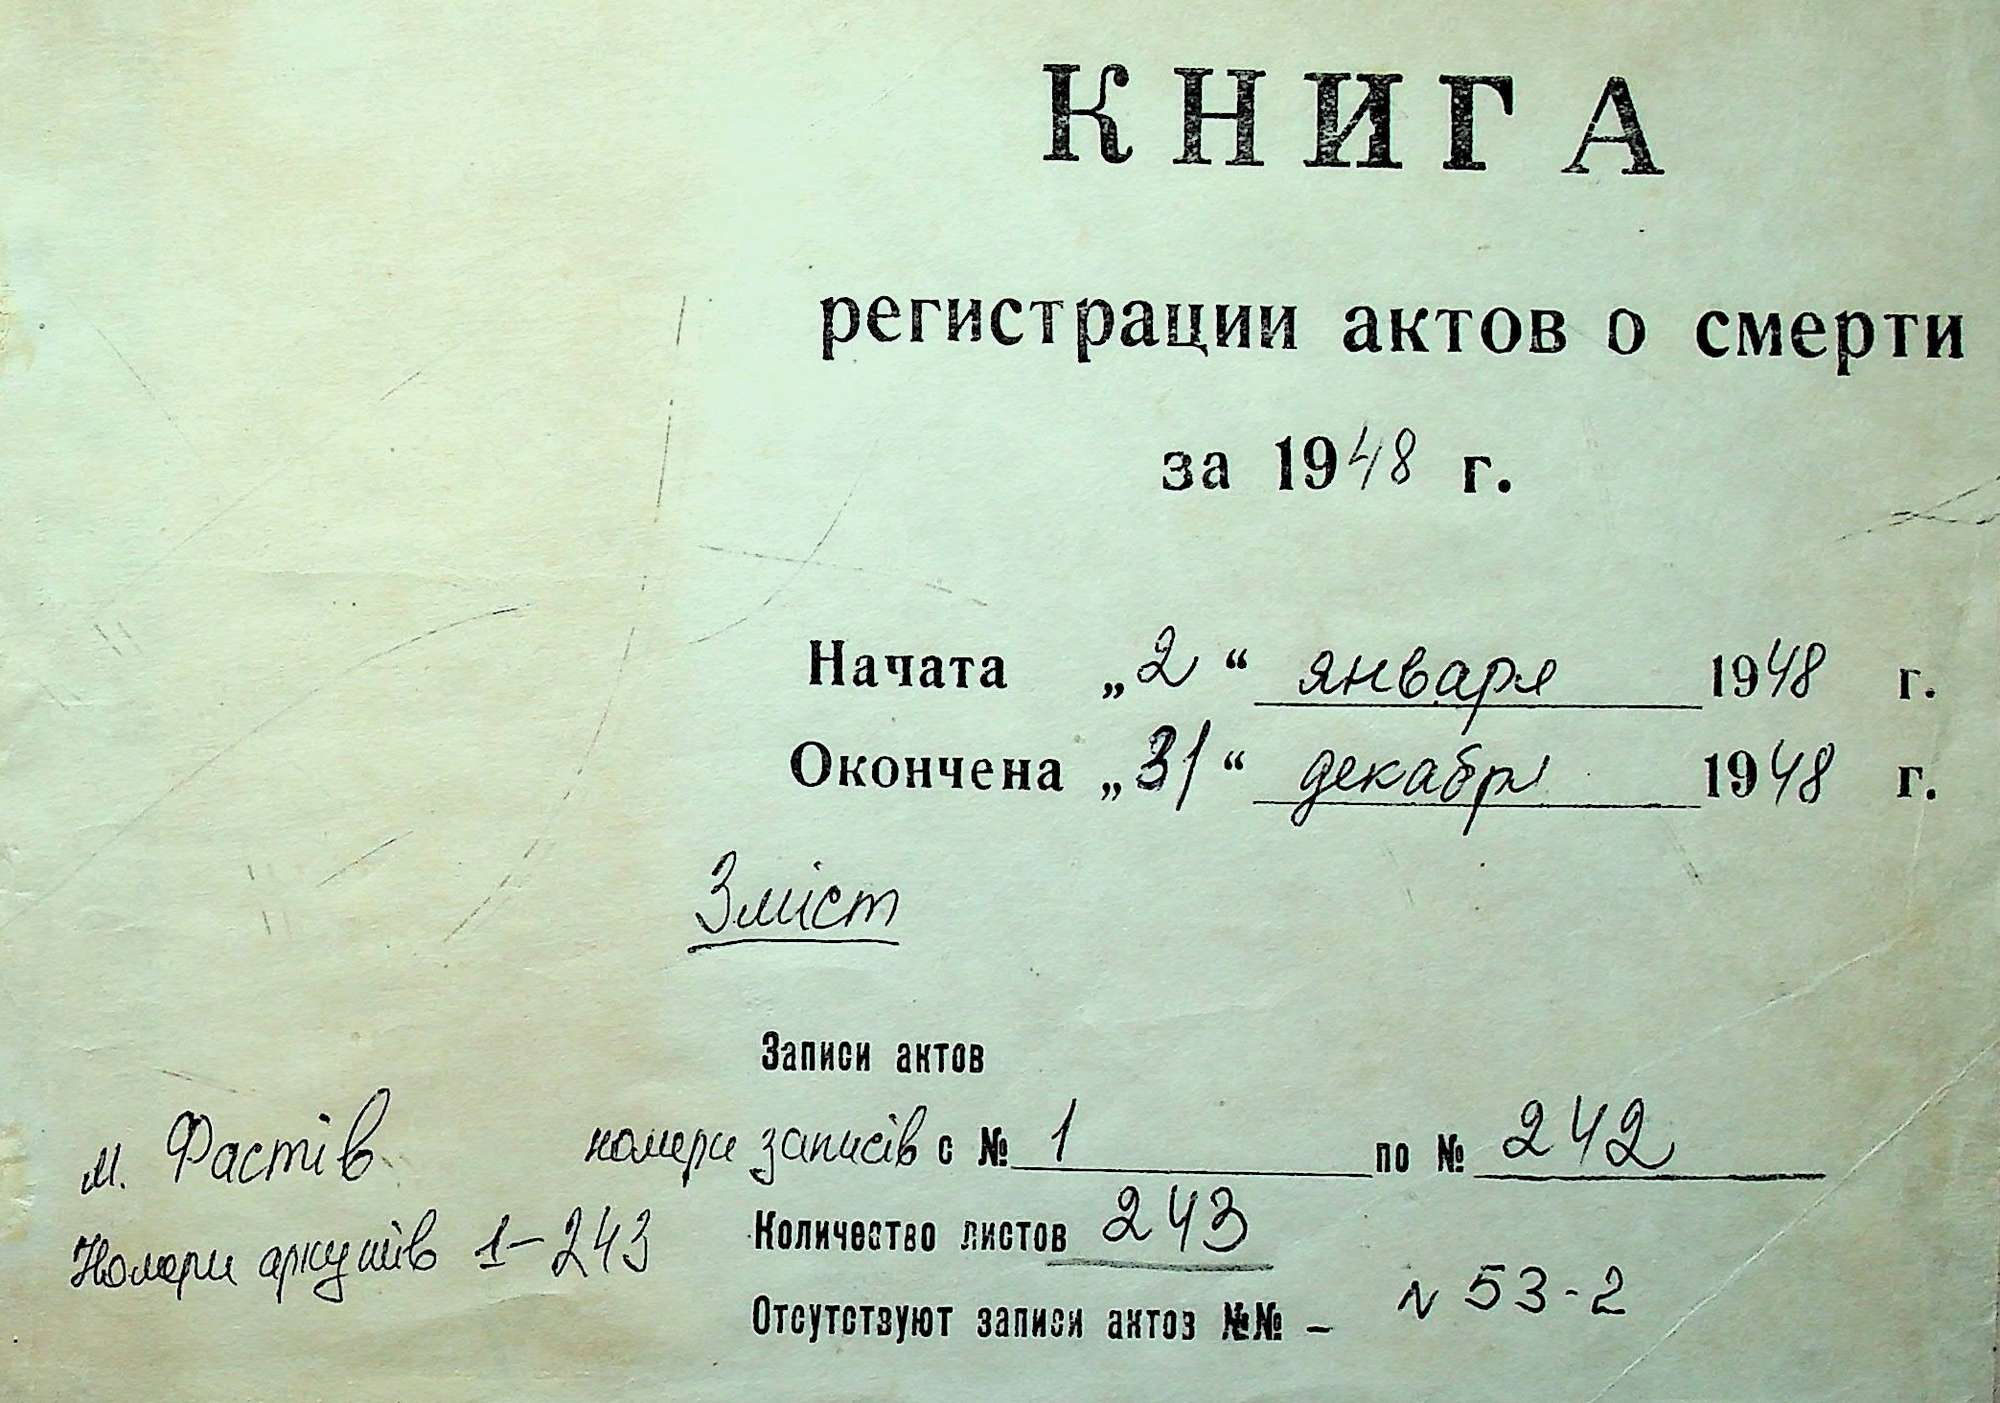 КНИГА
регистрации актов о смерти
за 1948 г.
Начата „2“ января 1948 г.
Окончена „31“ декабря 1948 г.
Зміст
Записи актов
м. Фастів номери записів с № 1 по № 242
Номери аркушів 1-243 Количество листов 243
Отсутствуют записи актов №№ – N 53-2